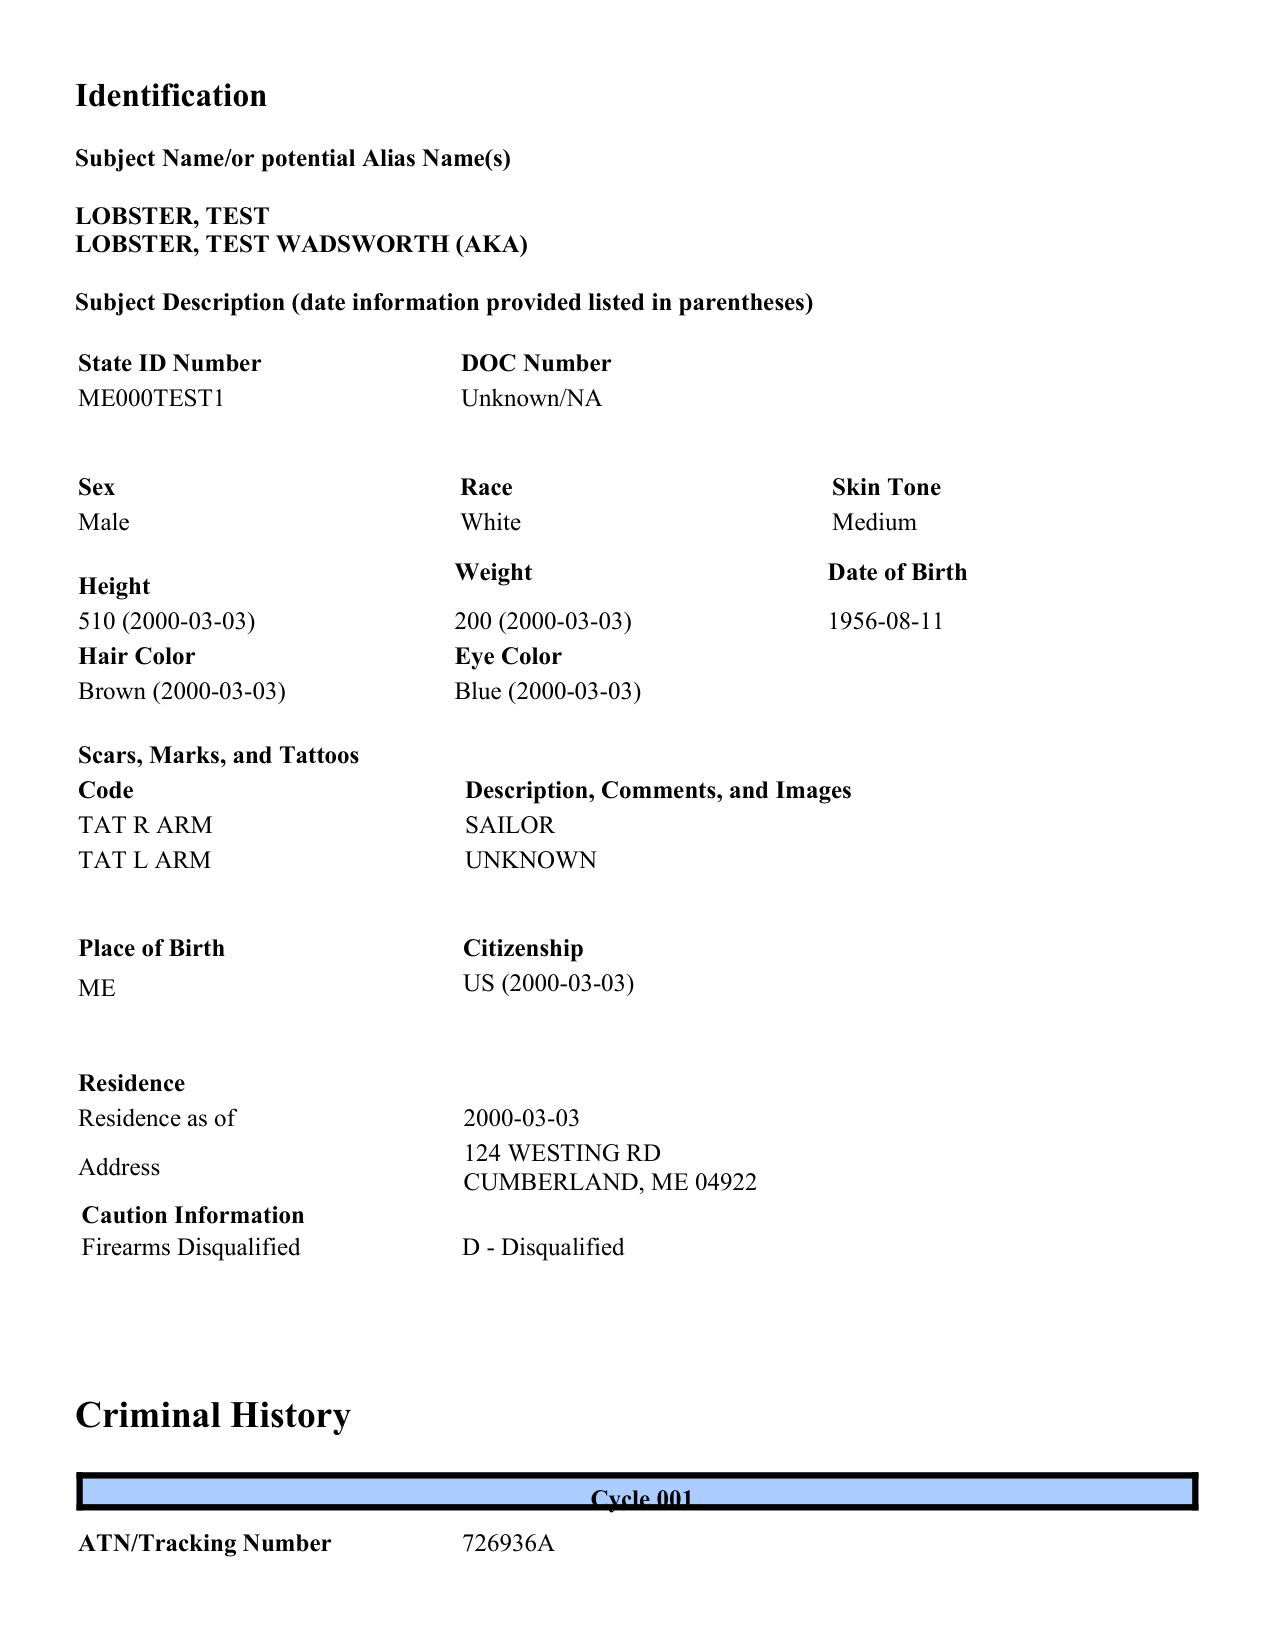 Identification
Subject Name/or potential Alias Name(s)
LOBSTER, TEST
LOBSTER, TEST WADSWORTH (AKA)
Subject Description (date information provided listed in parentheses)
State ID Number DOC Number
ME000TEST1 Unknown/NA
Sex Race Skin Tone
Male White Medium
Height Weight Date of Birth
510 (2000-03-03) 200 (2000-03-03) 1956-08-11
Hair Color Eye Color
Brown (2000-03-03) Blue (2000-03-03)
Scars, Marks, and Tattoos
Code Description, Comments, and Images
TAT R ARM SAILOR
TAT L ARM UNKNOWN
Place of Birth Citizenship
ME US (2000-03-03)
Residence
Residence as of 2000-03-03
Address 124 WESTING RD
CUMBERLAND, ME 04922
Caution Information
Firearms Disqualified D - Disqualified
Criminal History
Cycle 001
ATN/Tracking Number 726936A